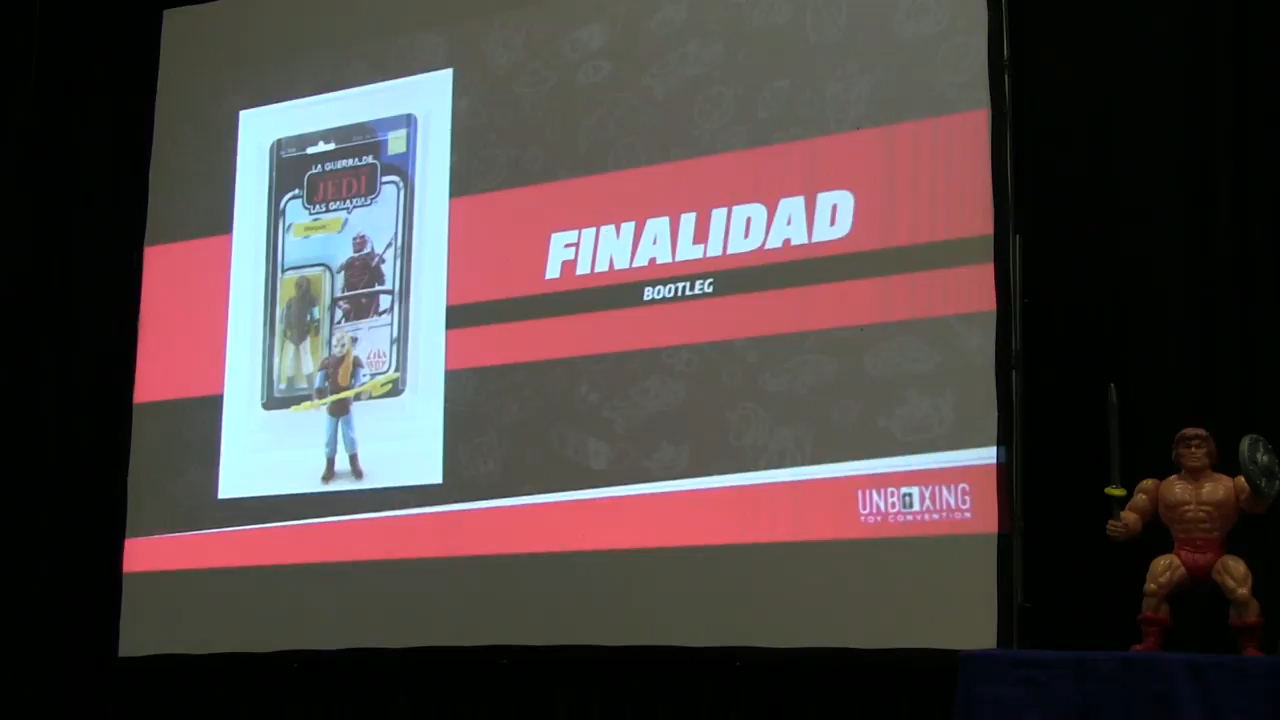 LA GUERRA DE
JEDI
LAS GALAXIAS
FINALIDAD
BOOTLEG
UNBOXING
TOY CONVENTION